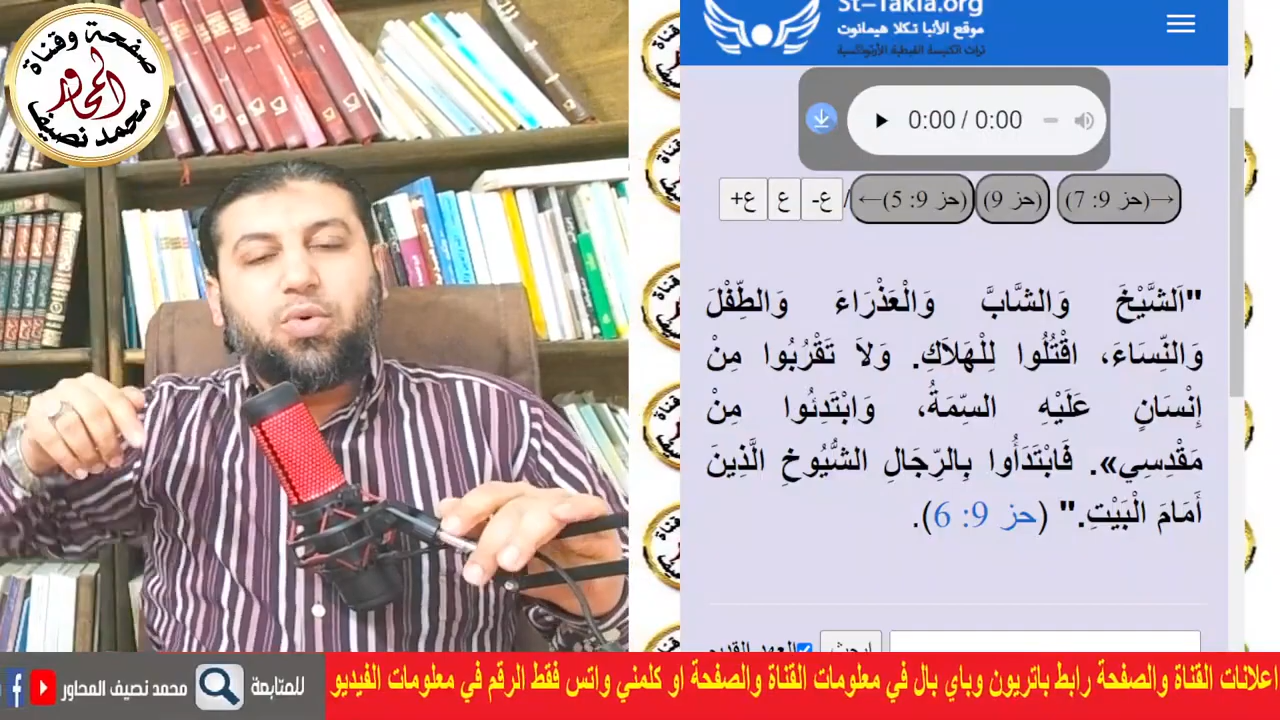 صفحة وقناة
المحاور
محمد نصيف
St-Takla.org
موقع الأنبا تكلا هيمانوت
تراث الكنيسة القبطية الأرثوذكسية
0:00 / 0:00
→(حز 9: 7) (حز 9) (حز 9: 5)← / ع- ع ع+
"اَلشَّيْخَ وَالشَّابَّ وَالْعَذْرَاءَ وَالطِّفْلَ
وَالنِّسَاءَ، اقْتُلُوا لِلْهَلاَكِ. وَلاَ تَقْرُبُوا مِنْ
إِنْسَانٍ عَلَيْهِ السِّمَةُ، وَابْتَدِئُوا مِنْ
مَقْدِسِي». فَابْتَدَأُوا بِالرِّجَالِ الشُّيُوخِ الَّذِينَ
أَمَامَ الْبَيْتِ." (حز 9: 6).
ابحث العهد القديم
اعلانات القناة والصفحة رابط باتريون وباي بال في معلومات القناة والصفحة او كلمني واتس فقط الرقم في معلومات الفيديو
للمتابعة محمد نصيف المحاور